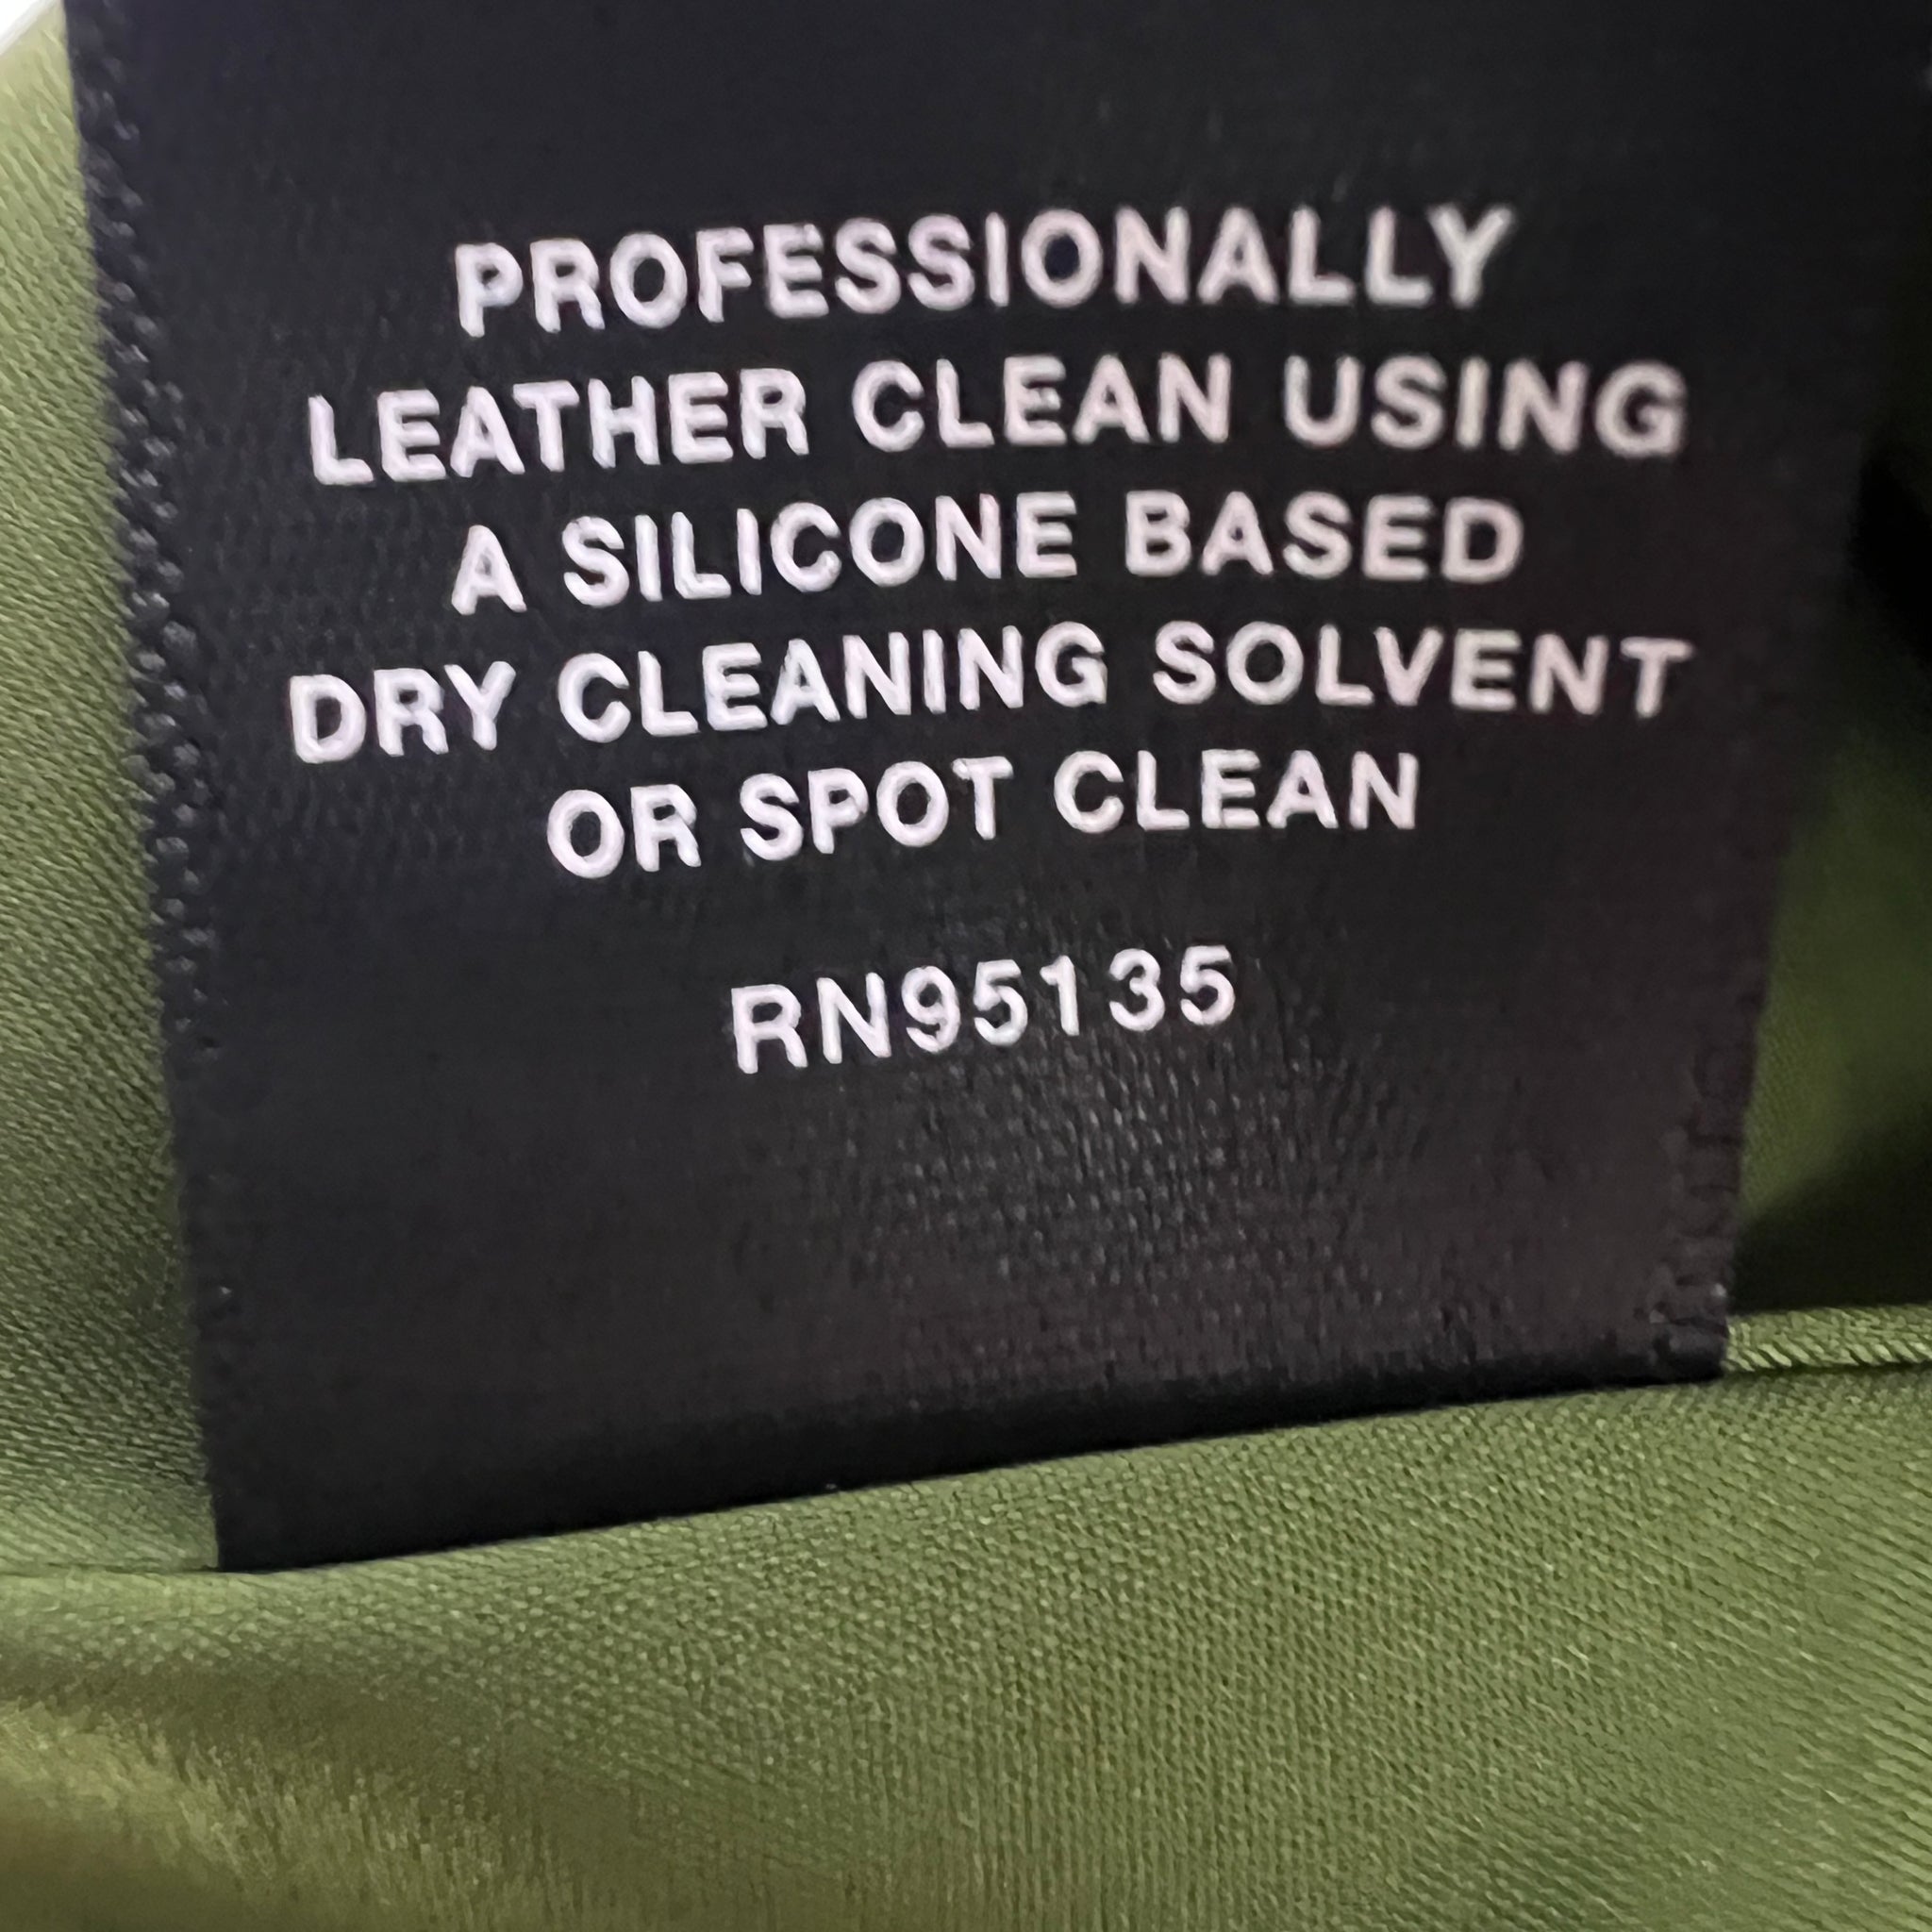 PROFESSIONALLY
LEATHER CLEAN USING
A SILICONE BASED
DRY CLEANING SOLVENT
OR SPOT CLEAN
RN95135